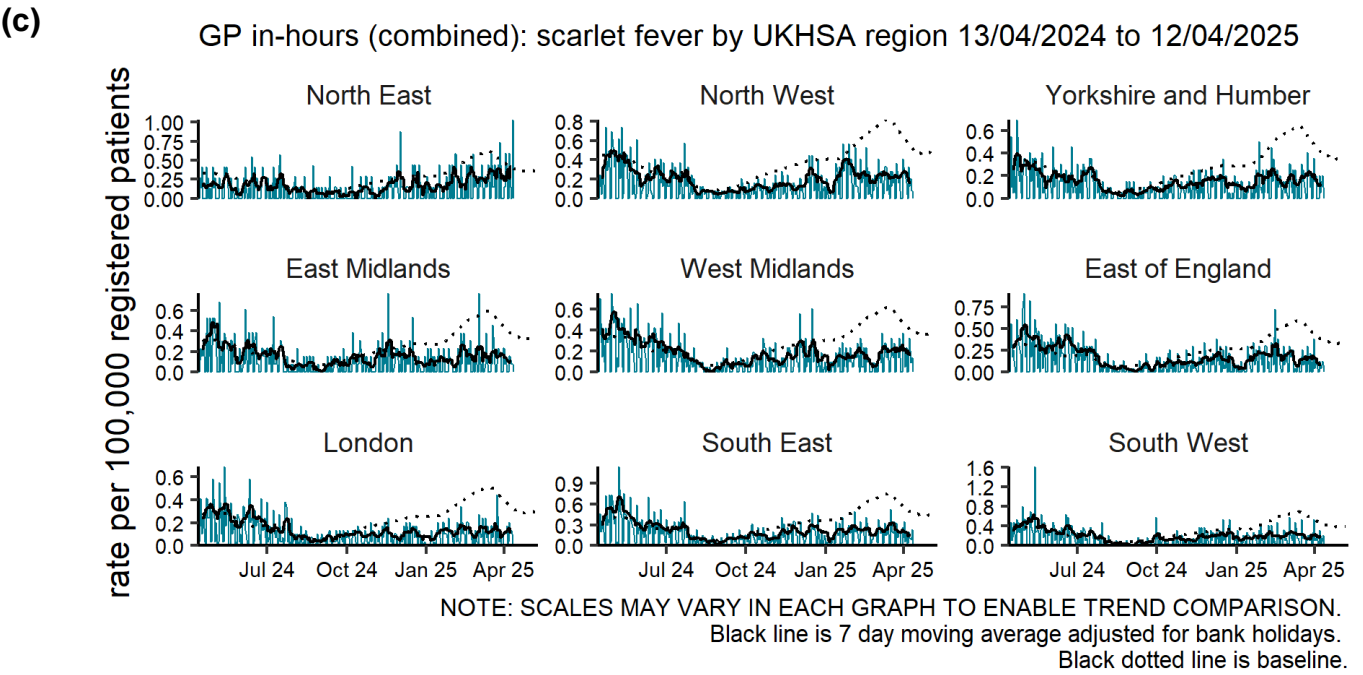 (c)
GP in-hours (combined): scarlet fever by UKHSA region 13/04/2024 to 12/04/2025
rate per 100,000 registered patients
North East
1.00
0.75
0.50
0.25
0.00
North West
0.8
0.6
0.4
0.2
0.0
Yorkshire and Humber
0.6
0.4
0.2
0.0
East Midlands
0.6
0.4
0.2
0.0
West Midlands
0.6
0.4
0.2
0.0
East of England
0.75
0.50
0.25
0.00
London
0.6
0.4
0.2
0.0
Jul 24 Oct 24 Jan 25 Apr 25
South East
0.9
0.6
0.3
0.0
Jul 24 Oct 24 Jan 25 Apr 25
South West
1.6
1.2
0.8
0.4
0.0
Jul 24 Oct 24 Jan 25 Apr 25
NOTE: SCALES MAY VARY IN EACH GRAPH TO ENABLE TREND COMPARISON.
Black line is 7 day moving average adjusted for bank holidays.
Black dotted line is baseline.